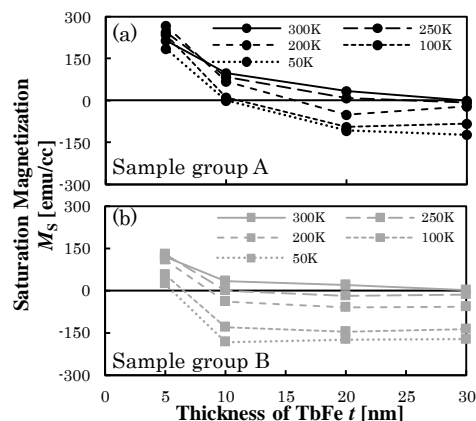 300
(a)
300K
250K
150
200K
100K
50K
0
-150
Sample group A
300
Saturation Magnetization
M_S [emu/cc]
150
(b)
300K
250K
200K
100K
50K
0
-150
Sample group B
-300
0
5
10
15
20
25
30
Thickness of TbFe t [nm]